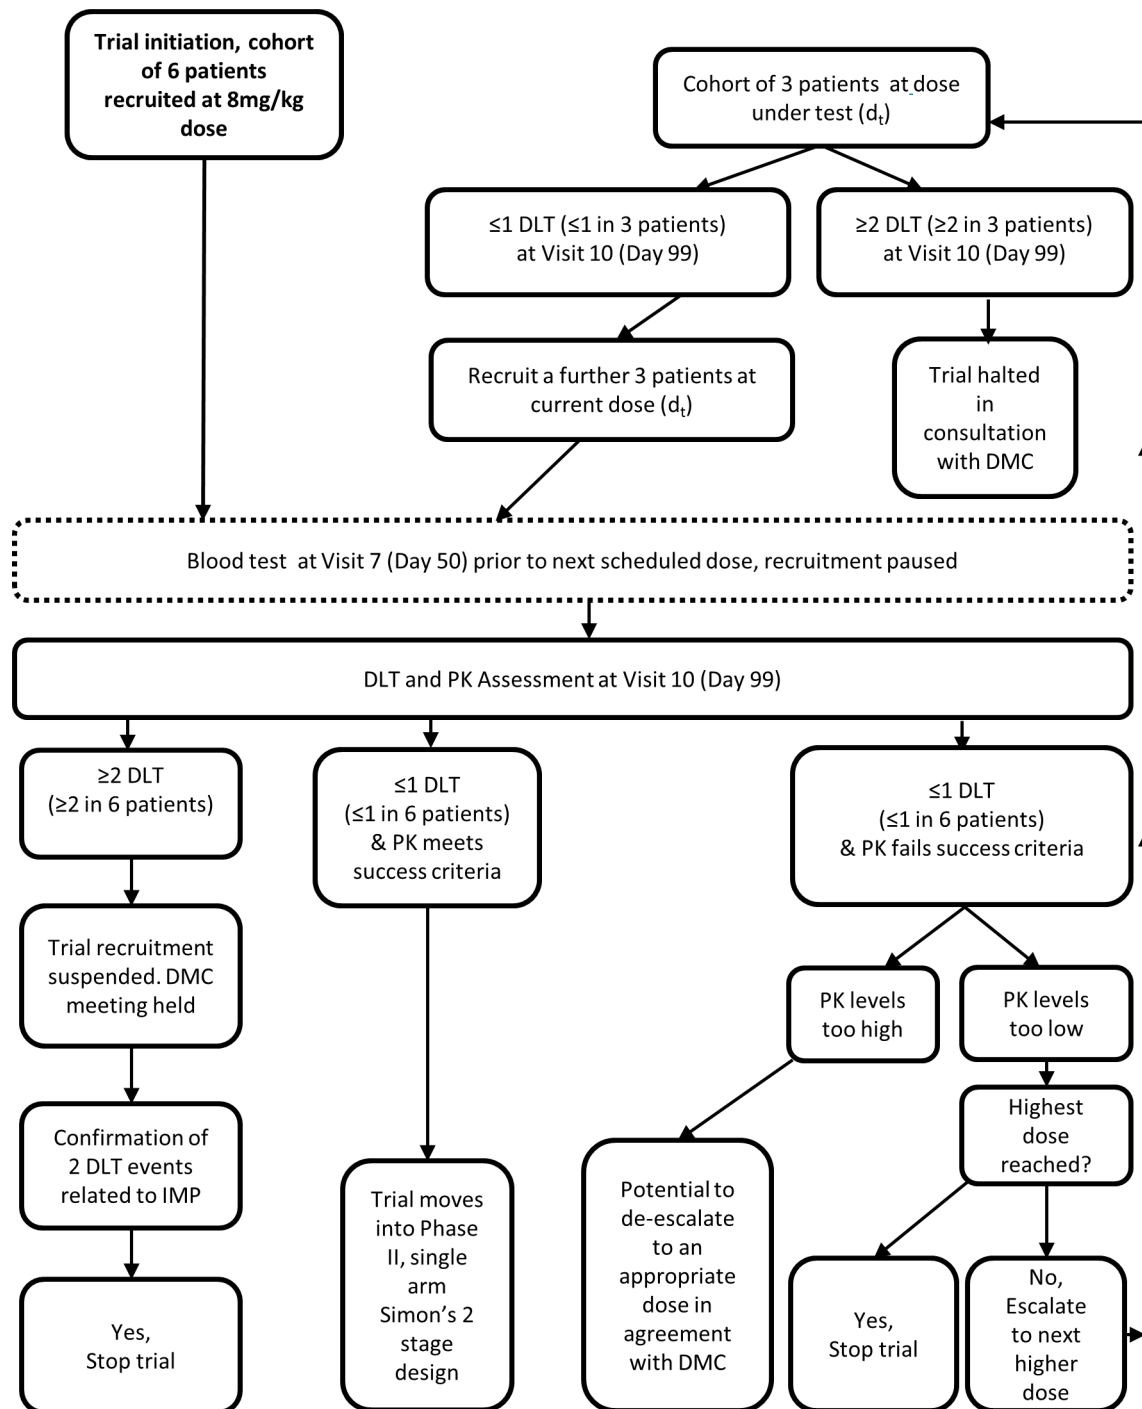 Trial initiation, cohort
of 6 patients
recruited at 8mg/kg
dose
Cohort of 3 patients at dose
under test (dₜ)
≤1 DLT (≤1 in 3 patients)
at Visit 10 (Day 99)
≥2 DLT (≥2 in 3 patients)
at Visit 10 (Day 99)
Recruit a further 3 patients at
current dose (dₜ)
Trial halted
in
consultation
with DMC
Blood test at Visit 7 (Day 50) prior to next scheduled dose, recruitment paused
DLT and PK Assessment at Visit 10 (Day 99)
≥2 DLT
(≥2 in 6 patients)
≤1 DLT
(≤1 in 6 patients)
& PK meets
success criteria
≤1 DLT
(≤1 in 6 patients)
& PK fails success criteria
Trial recruitment
suspended. DMC
meeting held
PK levels
too high
PK levels
too low
Confirmation of
2 DLT events
related to IMP
Highest
dose
reached?
Yes,
Stop trial
Trial moves
into Phase
II, single
arm
Simon's 2
stage
design
Potential to
de-escalate
to an
appropriate
dose in
agreement
with DMC
Yes,
Stop trial
No,
Escalate
to next
higher
dose